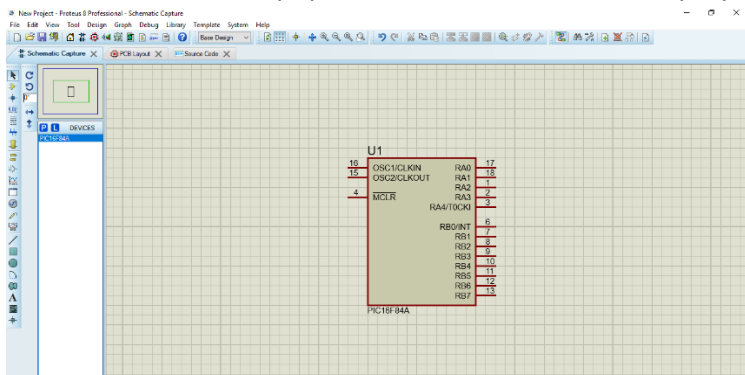 New Project - Proteus 8 Professional - Schematic Capture
File Edit View Tool Design Graph Debug Library Template System Help
Base Design
Schematic Capture X PCB Layout X Source Code X
0°
P L DEVICES
PIC16F84A
U1
16 OSC1/CLKIN RA0 17
15 OSC2/CLKOUT RA1 18
RA2 1
4 MCLR RA3 2
RA4/T0CKI 3
RB0/INT 6
RB1 7
RB2 8
RB3 9
RB4 10
RB5 11
RB6 12
RB7 13
PIC16F84A